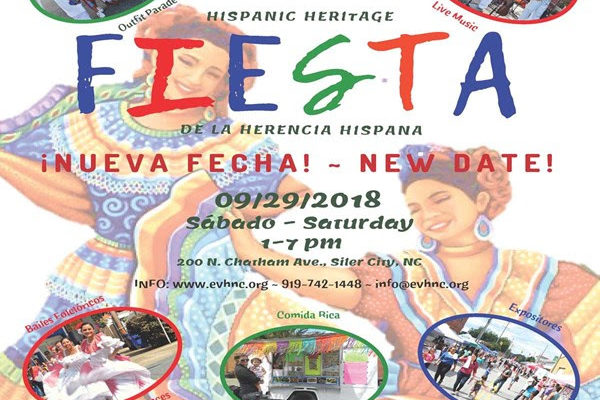 Outfit Parade
Live Music
HISPANIC HERITAGE
FIESTA
DE LA HERENCIA HISPANA
¡NUEVA FECHA! ~ NEW DATE!
09/29/2018
Sábado - Saturday
1-7 pm
200 N. Chatham Ave., Siler City, NC
INFO: www.evhnc.org ~ 919-742-1448 ~ info@evhnc.org
Bailes Folclóricos
Comida Rica
Expositores